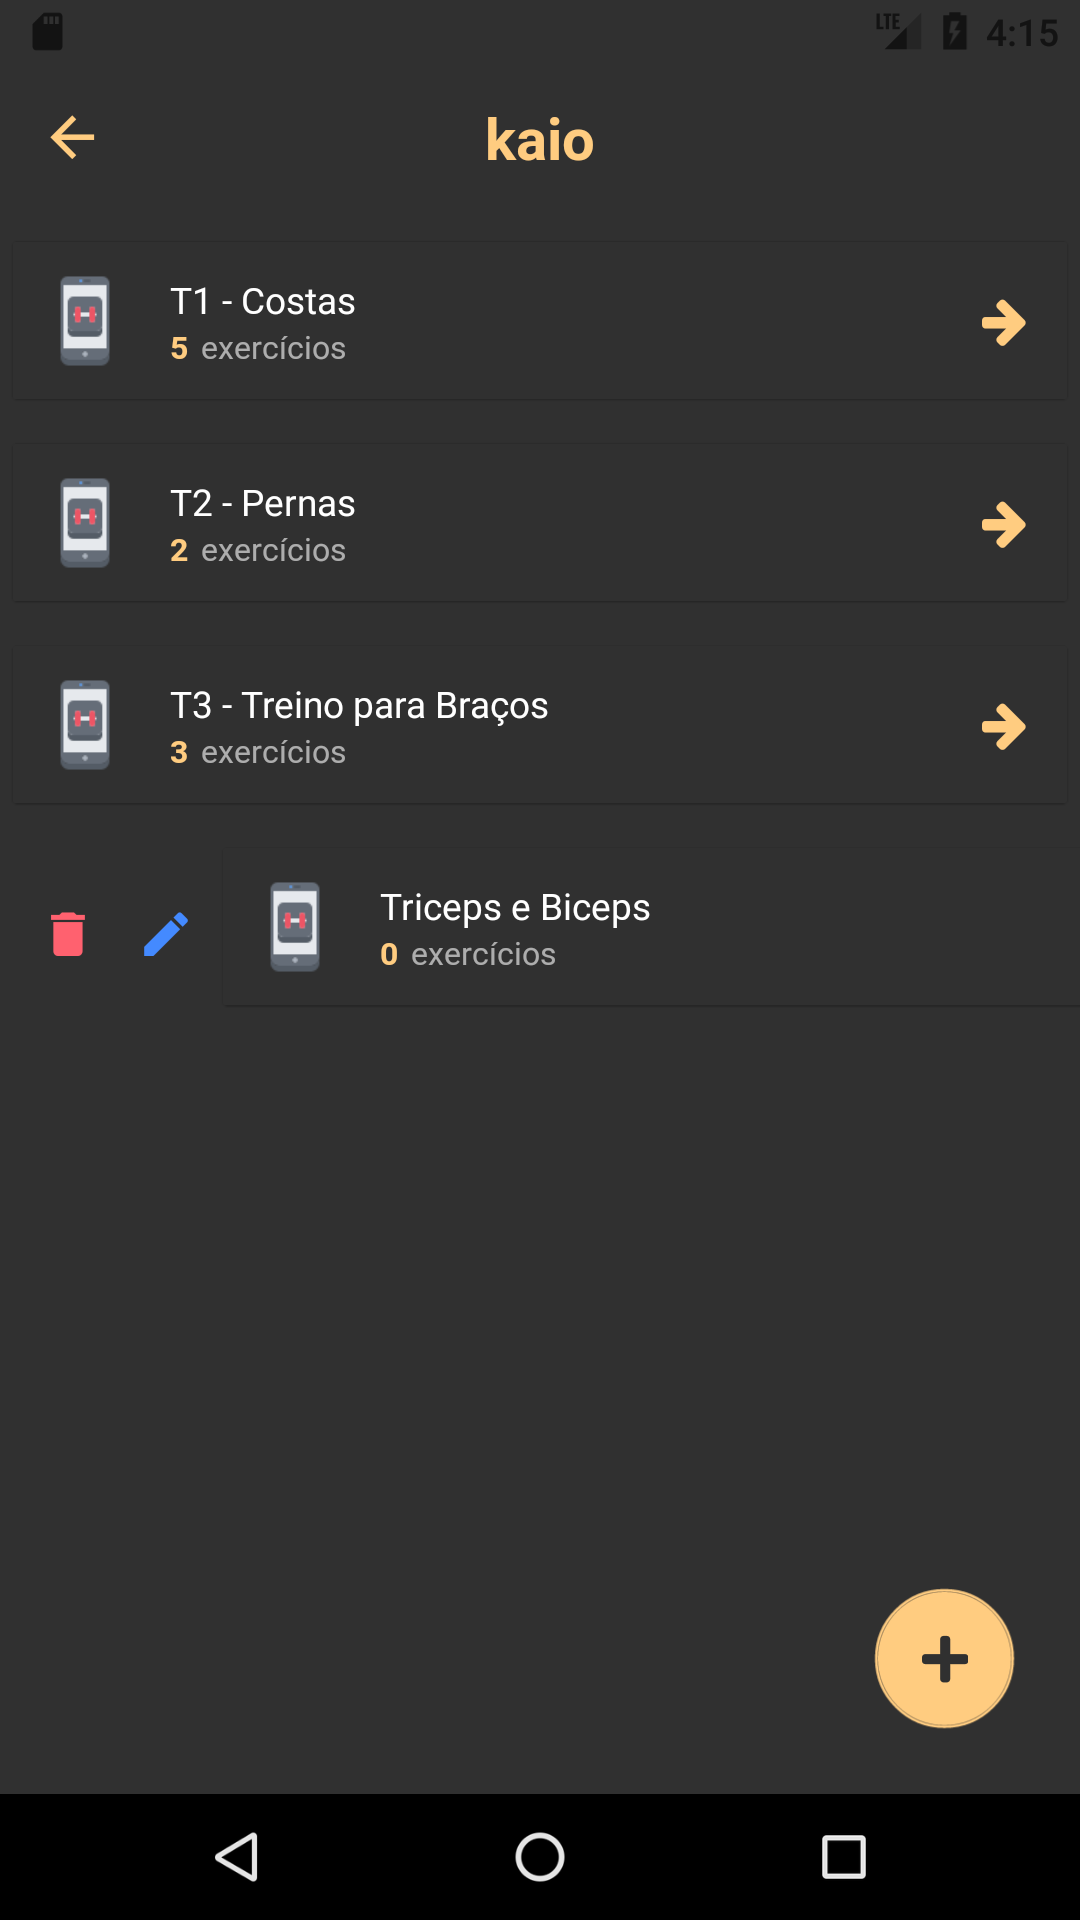 LTE 4:15
kaio
T1 - Costas
5 exercícios
T2 - Pernas
2 exercícios
T3 - Treino para Braços
3 exercícios
Triceps e Biceps
0 exercícios